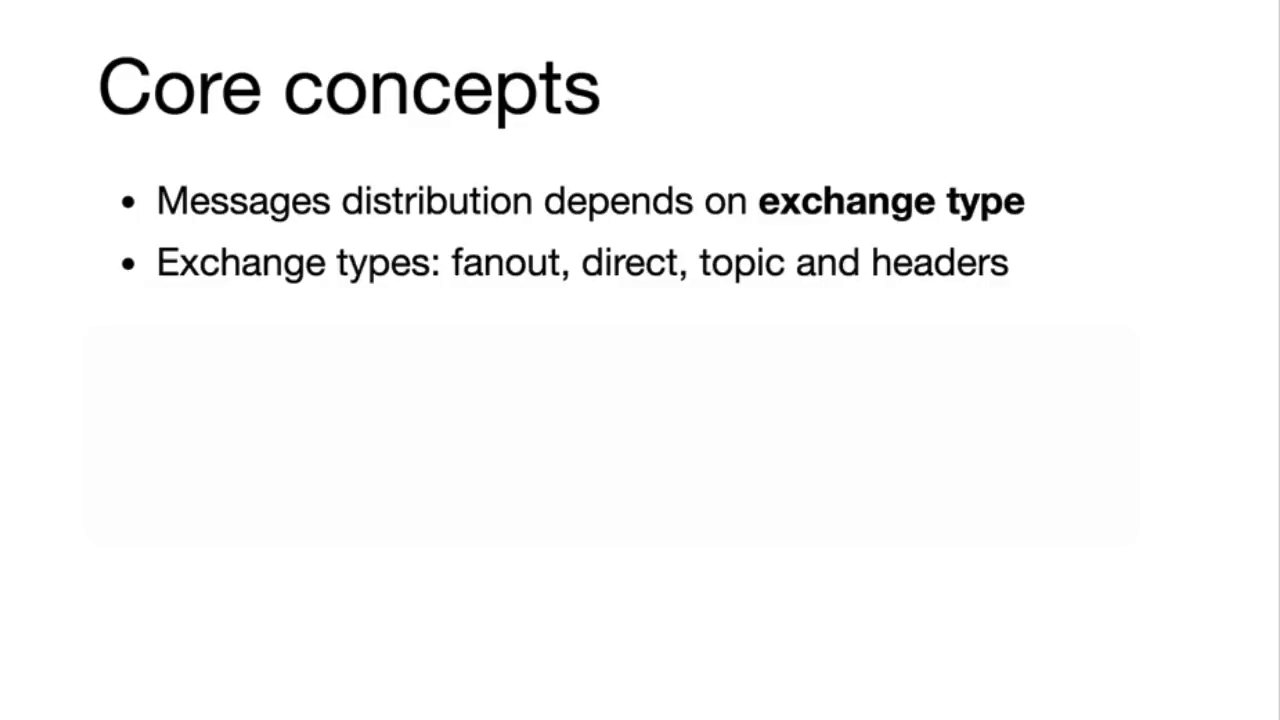 Core concepts
• Messages distribution depends on exchange type
• Exchange types: fanout, direct, topic and headers